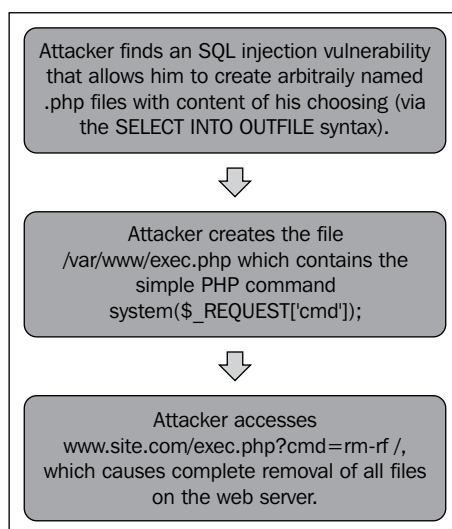 Attacker finds an SQL injection vulnerability
that allows him to create arbitraily named
.php files with content of his choosing (via
the SELECT INTO OUTFILE syntax).
Attacker creates the file
/var/www/exec.php which contains the
simple PHP command
system($_REQUEST['cmd']);
Attacker accesses
www.site.com/exec.php?cmd=rm-rf /,
which causes complete removal of all files
on the web server.